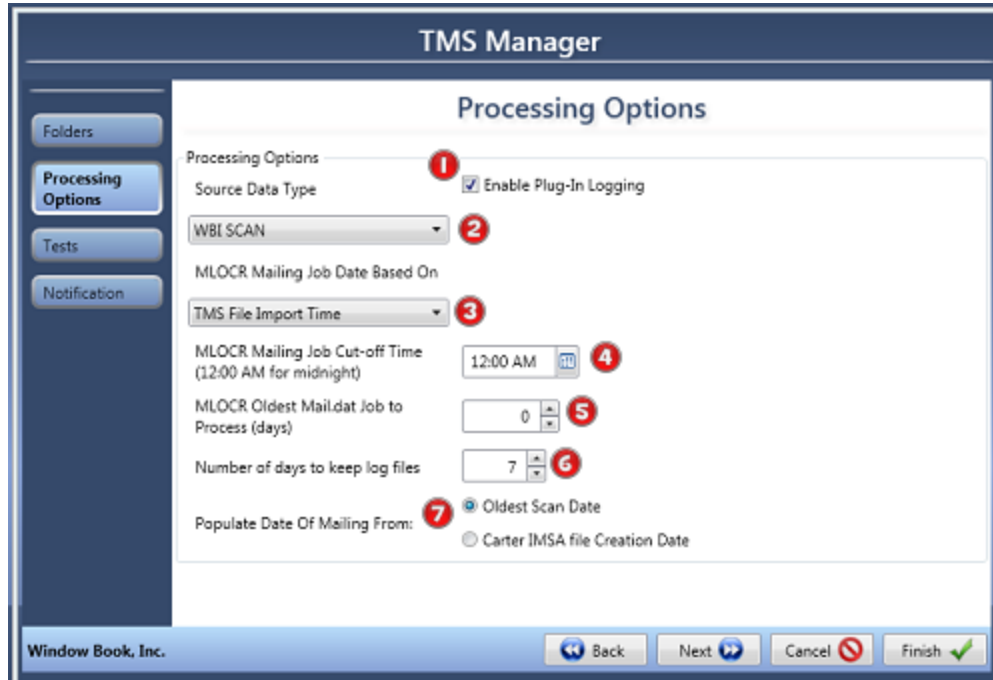 TMS Manager
Folders
Processing
Options
Tests
Notification
Processing Options
Processing Options
1
Source Data Type
Enable Plug-In Logging
WBI SCAN
2
MLOCR Mailing Job Date Based On
TMS File Import Time
3
MLOCR Mailing Job Cut-off Time
(12:00 AM for midnight)
12:00 AM
4
MLOCR Oldest Mail.dat Job to
Process (days)
0
5
Number of days to keep log files
7
6
Populate Date Of Mailing From:
7
Oldest Scan Date
Carter IMSA file Creation Date
Window Book, Inc.
Back
Next
Cancel
Finish